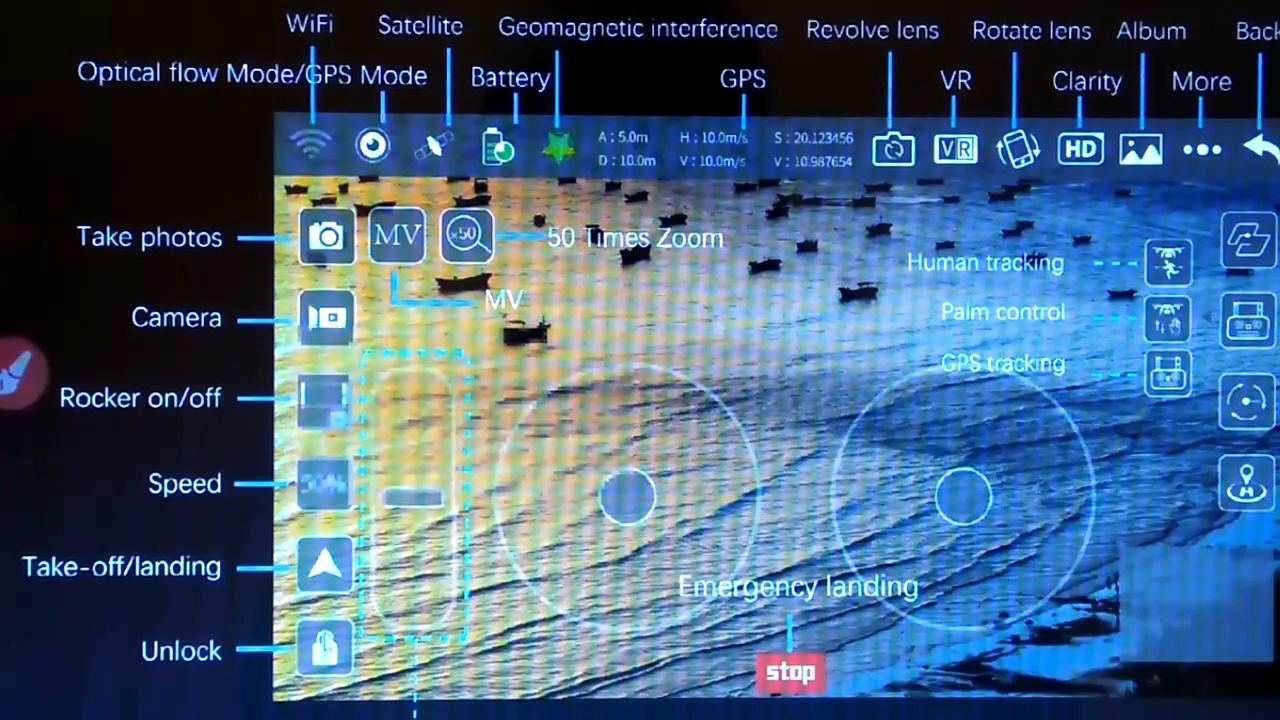 WiFi
Satellite
Geomagnetic interference
Revolve lens
Rotate lens
Album
Back
Optical flow Mode/GPS Mode
Battery
GPS
VR
Clarity
More
A : 5.0m
H : 10.0m/s
S : 20.123456
D : 10.0m
V : 10.0m/s
V : 10.987654
VR
HD
Take photos
MV
x50
50 Times Zoom
Human tracking
MV
Camera
Palm control
GPS tracking
Rocker on/off
Speed
Take-off/landing
Emergency landing
Unlock
stop
H